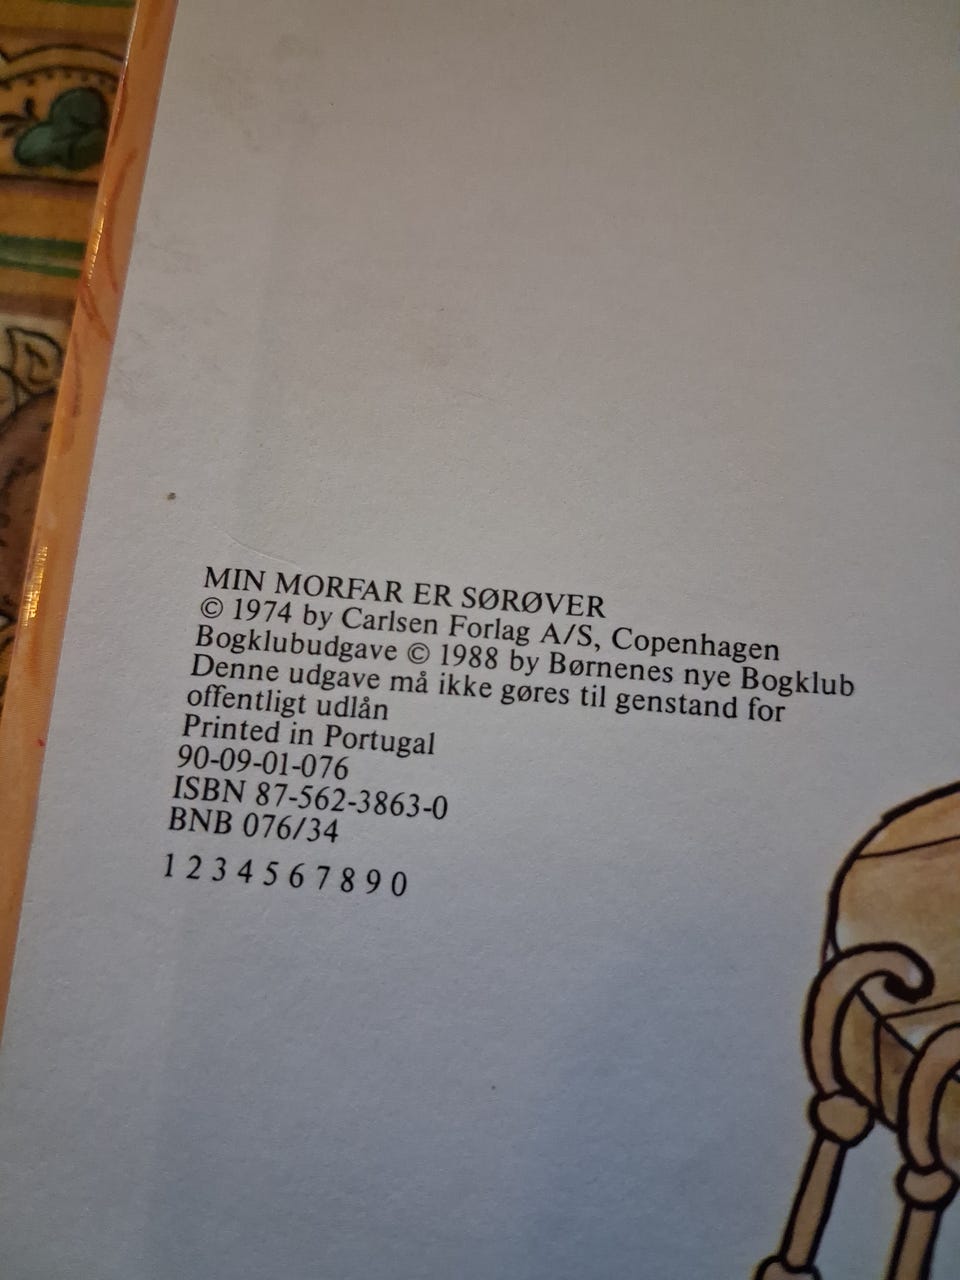 MIN MORFAR ER SØRØVER
© 1974 by Carlsen Forlag A/S, Copenhagen
Bogklubudgave © 1988 by Børnenes nye Bogklub
Denne udgave må ikke gøres til genstand for
offentligt udlån
Printed in Portugal
90-09-01-076
ISBN 87-562-3863-0
BNB 076/34
1 2 3 4 5 6 7 8 9 0